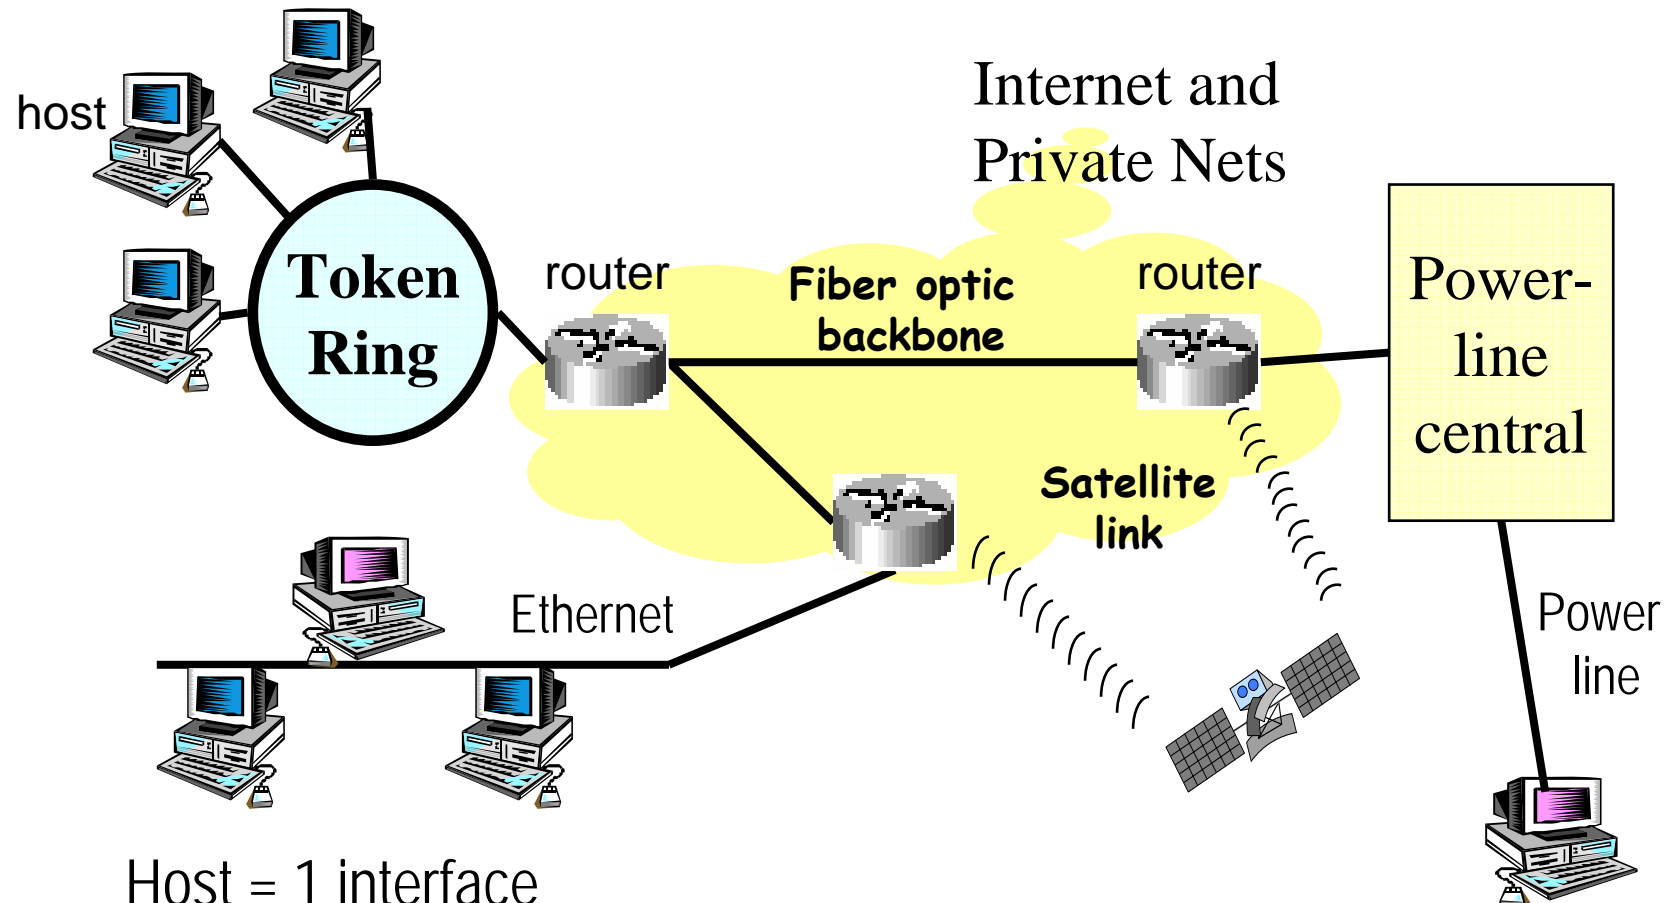 Internet and
Private Nets
host
Token
Ring
router
Fiber optic
backbone
router
Power-
line
central
Satellite
link
Ethernet
Power
line
Host = 1 interface